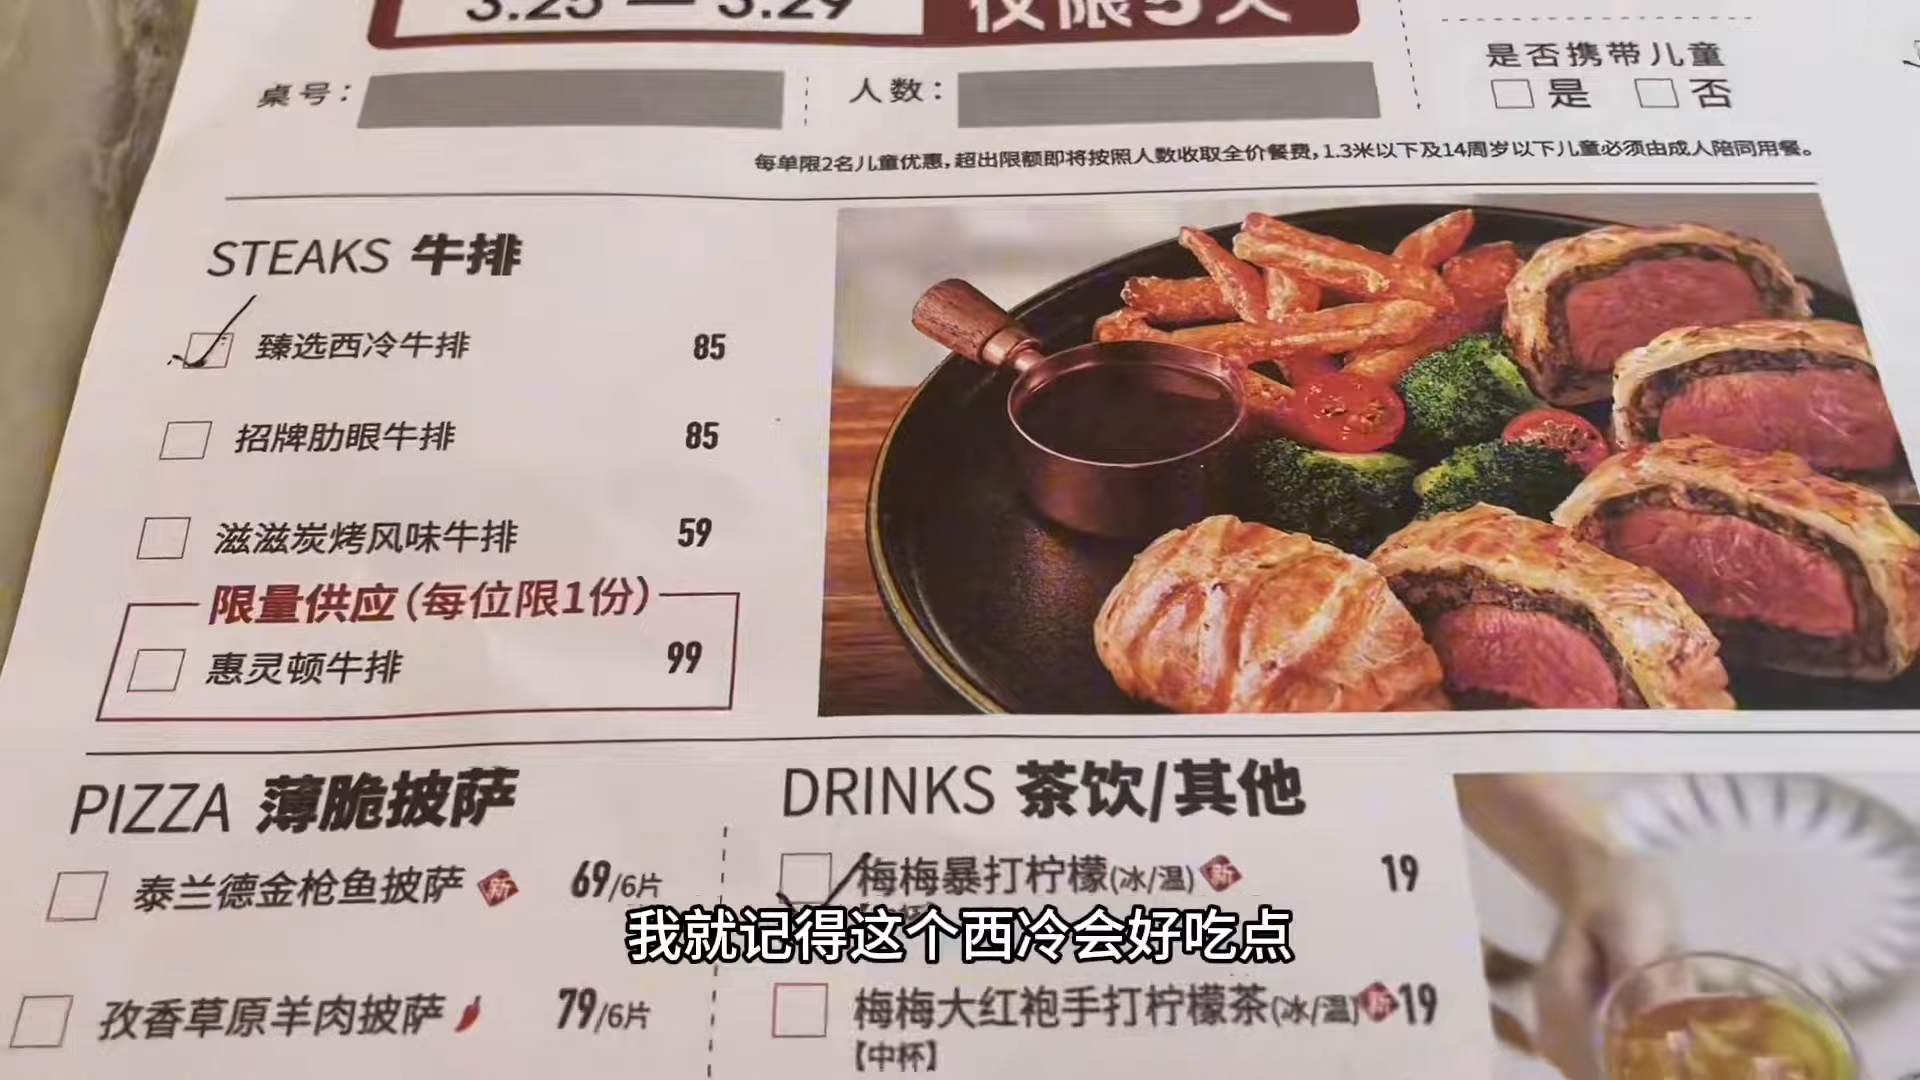 3.25 — 3.29 仅限5天
桌号：
人数：
是否携带儿童
是 否
每单限2名儿童优惠，超出限额即将按照人数收取全价餐费，1.3米以下及14周岁以下儿童必须由成人陪同用餐。
STEAKS 牛排
臻选西冷牛排 85
招牌肋眼牛排 85
滋滋炭烤风味牛排 59
限量供应（每位限1份）
惠灵顿牛排 99
PIZZA 薄脆披萨
泰兰德金枪鱼披萨 新 69/6片
孜香草原羊肉披萨 79/6片
DRINKS 茶饮/其他
梅梅暴打柠檬(冰/温) 新 19
梅梅大红袍手打柠檬茶(冰/温) 新 19
【中杯】
我就记得这个西冷会好吃点